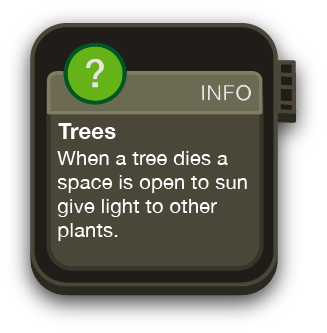 ?
INFO
Trees
When a tree dies a
space is open to sun
give light to other
plants.